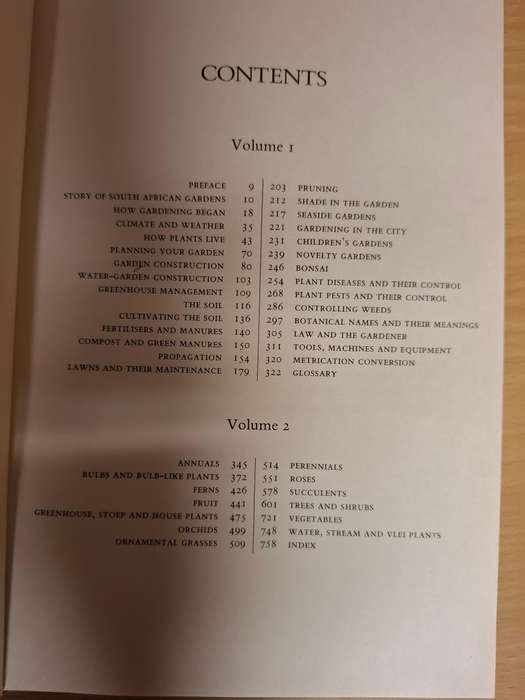 CONTENTS
Volume 1
PREFACE 9
STORY OF SOUTH AFRICAN GARDENS 10
HOW GARDENING BEGAN 18
CLIMATE AND WEATHER 35
HOW PLANTS LIVE 43
PLANNING YOUR GARDEN 70
GARDEN CONSTRUCTION 80
WATER-GARDEN CONSTRUCTION 103
GREENHOUSE MANAGEMENT 109
THE SOIL 116
CULTIVATING THE SOIL 136
FERTILISERS AND MANURES 140
COMPOST AND GREEN MANURES 150
PROPAGATION 154
LAWNS AND THEIR MAINTENANCE 179
203 PRUNING
212 SHADE IN THE GARDEN
217 SEASIDE GARDENS
221 GARDENING IN THE CITY
231 CHILDREN'S GARDENS
239 NOVELTY GARDENS
246 BONSAI
254 PLANT DISEASES AND THEIR CONTROL
268 PLANT PESTS AND THEIR CONTROL
286 CONTROLLING WEEDS
297 BOTANICAL NAMES AND THEIR MEANINGS
305 LAW AND THE GARDENER
311 TOOLS, MACHINES AND EQUIPMENT
320 METRICATION CONVERSION
322 GLOSSARY
Volume 2
ANNUALS 345
BULBS AND BULB-LIKE PLANTS 372
FERNS 426
FRUIT 441
GREENHOUSE, STOEP AND HOUSE PLANTS 475
ORCHIDS 499
ORNAMENTAL GRASSES 509
514 PERENNIALS
551 ROSES
578 SUCCULENTS
601 TREES AND SHRUBS
721 VEGETABLES
748 WATER, STREAM AND VLEI PLANTS
758 INDEX